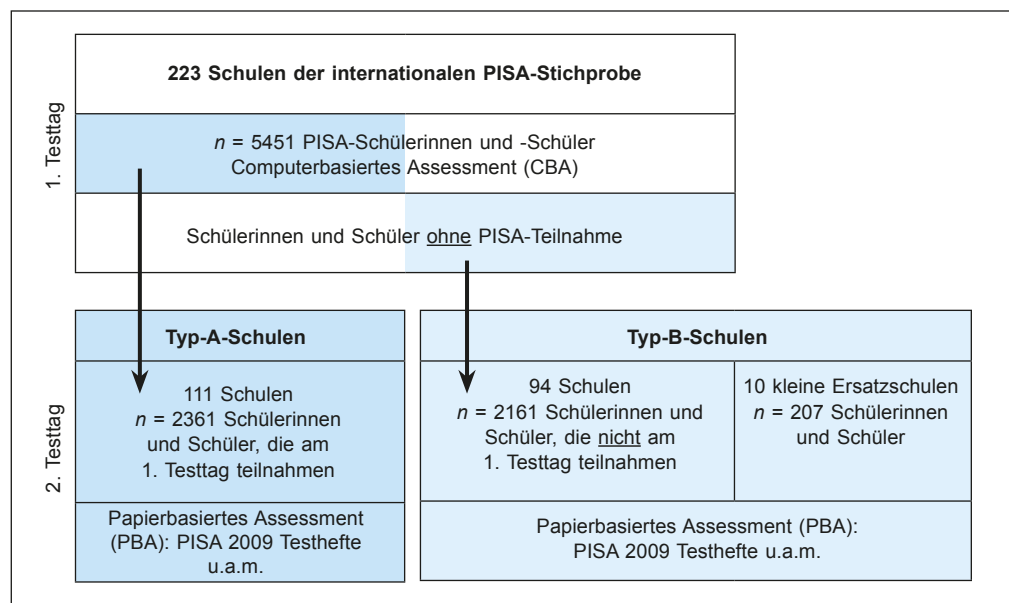 1. Testtag
223 Schulen der internationalen PISA-Stichprobe
n = 5451 PISA-Schülerinnen und -Schüler
Computerbasiertes Assessment (CBA)
Schülerinnen und Schüler ohne PISA-Teilnahme
2. Testtag
Typ-A-Schulen
111 Schulen
n = 2361 Schülerinnen
und Schüler, die am
1. Testtag teilnahmen
Papierbasiertes Assessment
(PBA): PISA 2009 Testhefte
u.a.m.
Typ-B-Schulen
94 Schulen
n = 2161 Schülerinnen und
Schüler, die nicht am
1. Testtag teilnahmen
10 kleine Ersatzschulen
n = 207 Schülerinnen
und Schüler
Papierbasiertes Assessment (PBA):
PISA 2009 Testhefte u.a.m.